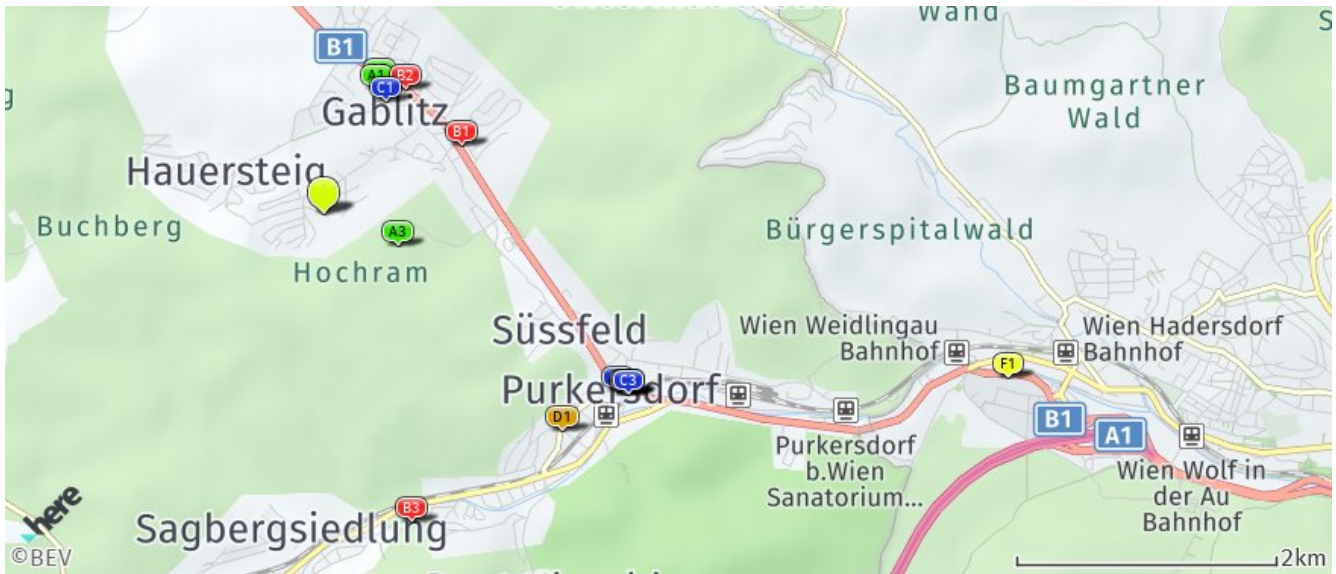 Wand
B1
A1
B2
C1
Gablitz
B1
Baumgartner
Wald
Hauersteig
Buchberg
A3
Hochram
Bürgerspitalwald
Süssfeld
Wien Weidlingau
Bahnhof
Wien Hadersdorf
Bahnhof
F1
C3
Purkersdorf
D1
B1
A1
Purkersdorf
b.Wien
Sanatorium...
Wien Wolf in
der Au
Bahnhof
B3
Sagbergsiedlung
here
©BEV
2km